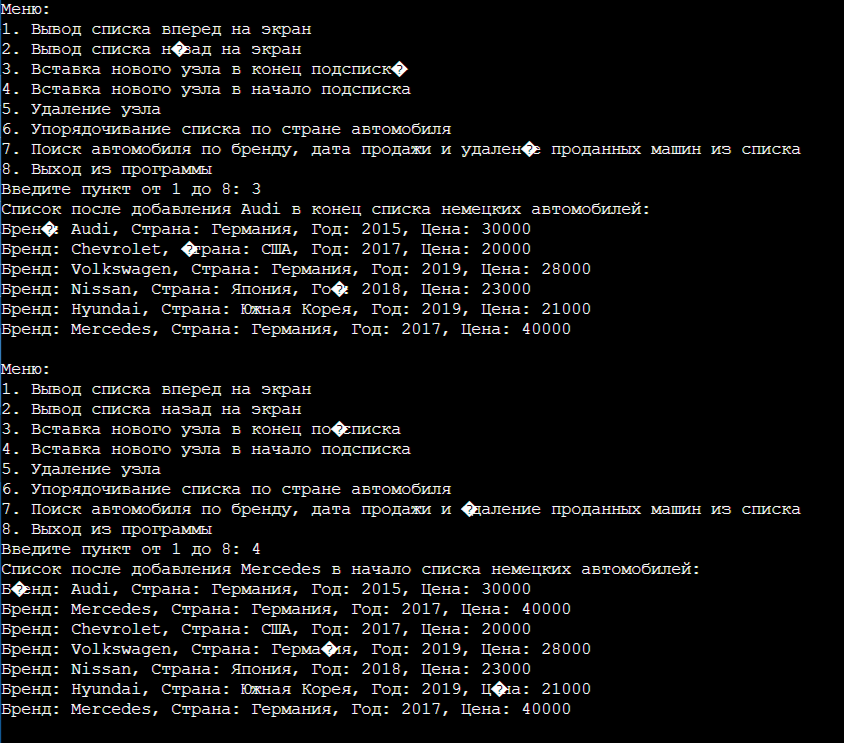 Меню:
1. Вывод списка вперед на экран
2. Вывод списка н�зад на экран
3. Вставка нового узла в конец подсписк�
4. Вставка нового узла в начало подсписка
5. Удаление узла
6. Упорядочивание списка по стране автомобиля
7. Поиск автомобиля по бренду, дата продажи и удален�е проданных машин из списка
8. Выход из программы
Введите пункт от 1 до 8: 3
Список после добавления Audi в конец списка немецких автомобилей:
Брен�: Audi, Страна: Германия, Год: 2015, Цена: 30000
Бренд: Chevrolet, �трана: США, Год: 2017, Цена: 20000
Бренд: Volkswagen, Страна: Германия, Год: 2019, Цена: 28000
Бренд: Nissan, Страна: Япония, Го�: 2018, Цена: 23000
Бренд: Hyundai, Страна: Южная Корея, Год: 2019, Цена: 21000
Бренд: Mercedes, Страна: Германия, Год: 2017, Цена: 40000
Меню:
1. Вывод списка вперед на экран
2. Вывод списка назад на экран
3. Вставка нового узла в конец по�списка
4. Вставка нового узла в начало подсписка
5. Удаление узла
6. Упорядочивание списка по стране автомобиля
7. Поиск автомобиля по бренду, дата продажи и �даление проданных машин из списка
8. Выход из программы
Введите пункт от 1 до 8: 4
Список после добавления Mercedes в начало списка немецких автомобилей:
Б�енд: Audi, Страна: Германия, Год: 2015, Цена: 30000
Бренд: Mercedes, Страна: Германия, Год: 2017, Цена: 40000
Бренд: Chevrolet, Страна: США, Год: 2017, Цена: 20000
Бренд: Volkswagen, Страна: Герма�ия, Год: 2019, Цена: 28000
Бренд: Nissan, Страна: Япония, Год: 2018, Цена: 23000
Бренд: Hyundai, Страна: Южная Корея, Год: 2019, Ц�на: 21000
Бренд: Mercedes, Страна: Германия, Год: 2017, Цена: 40000